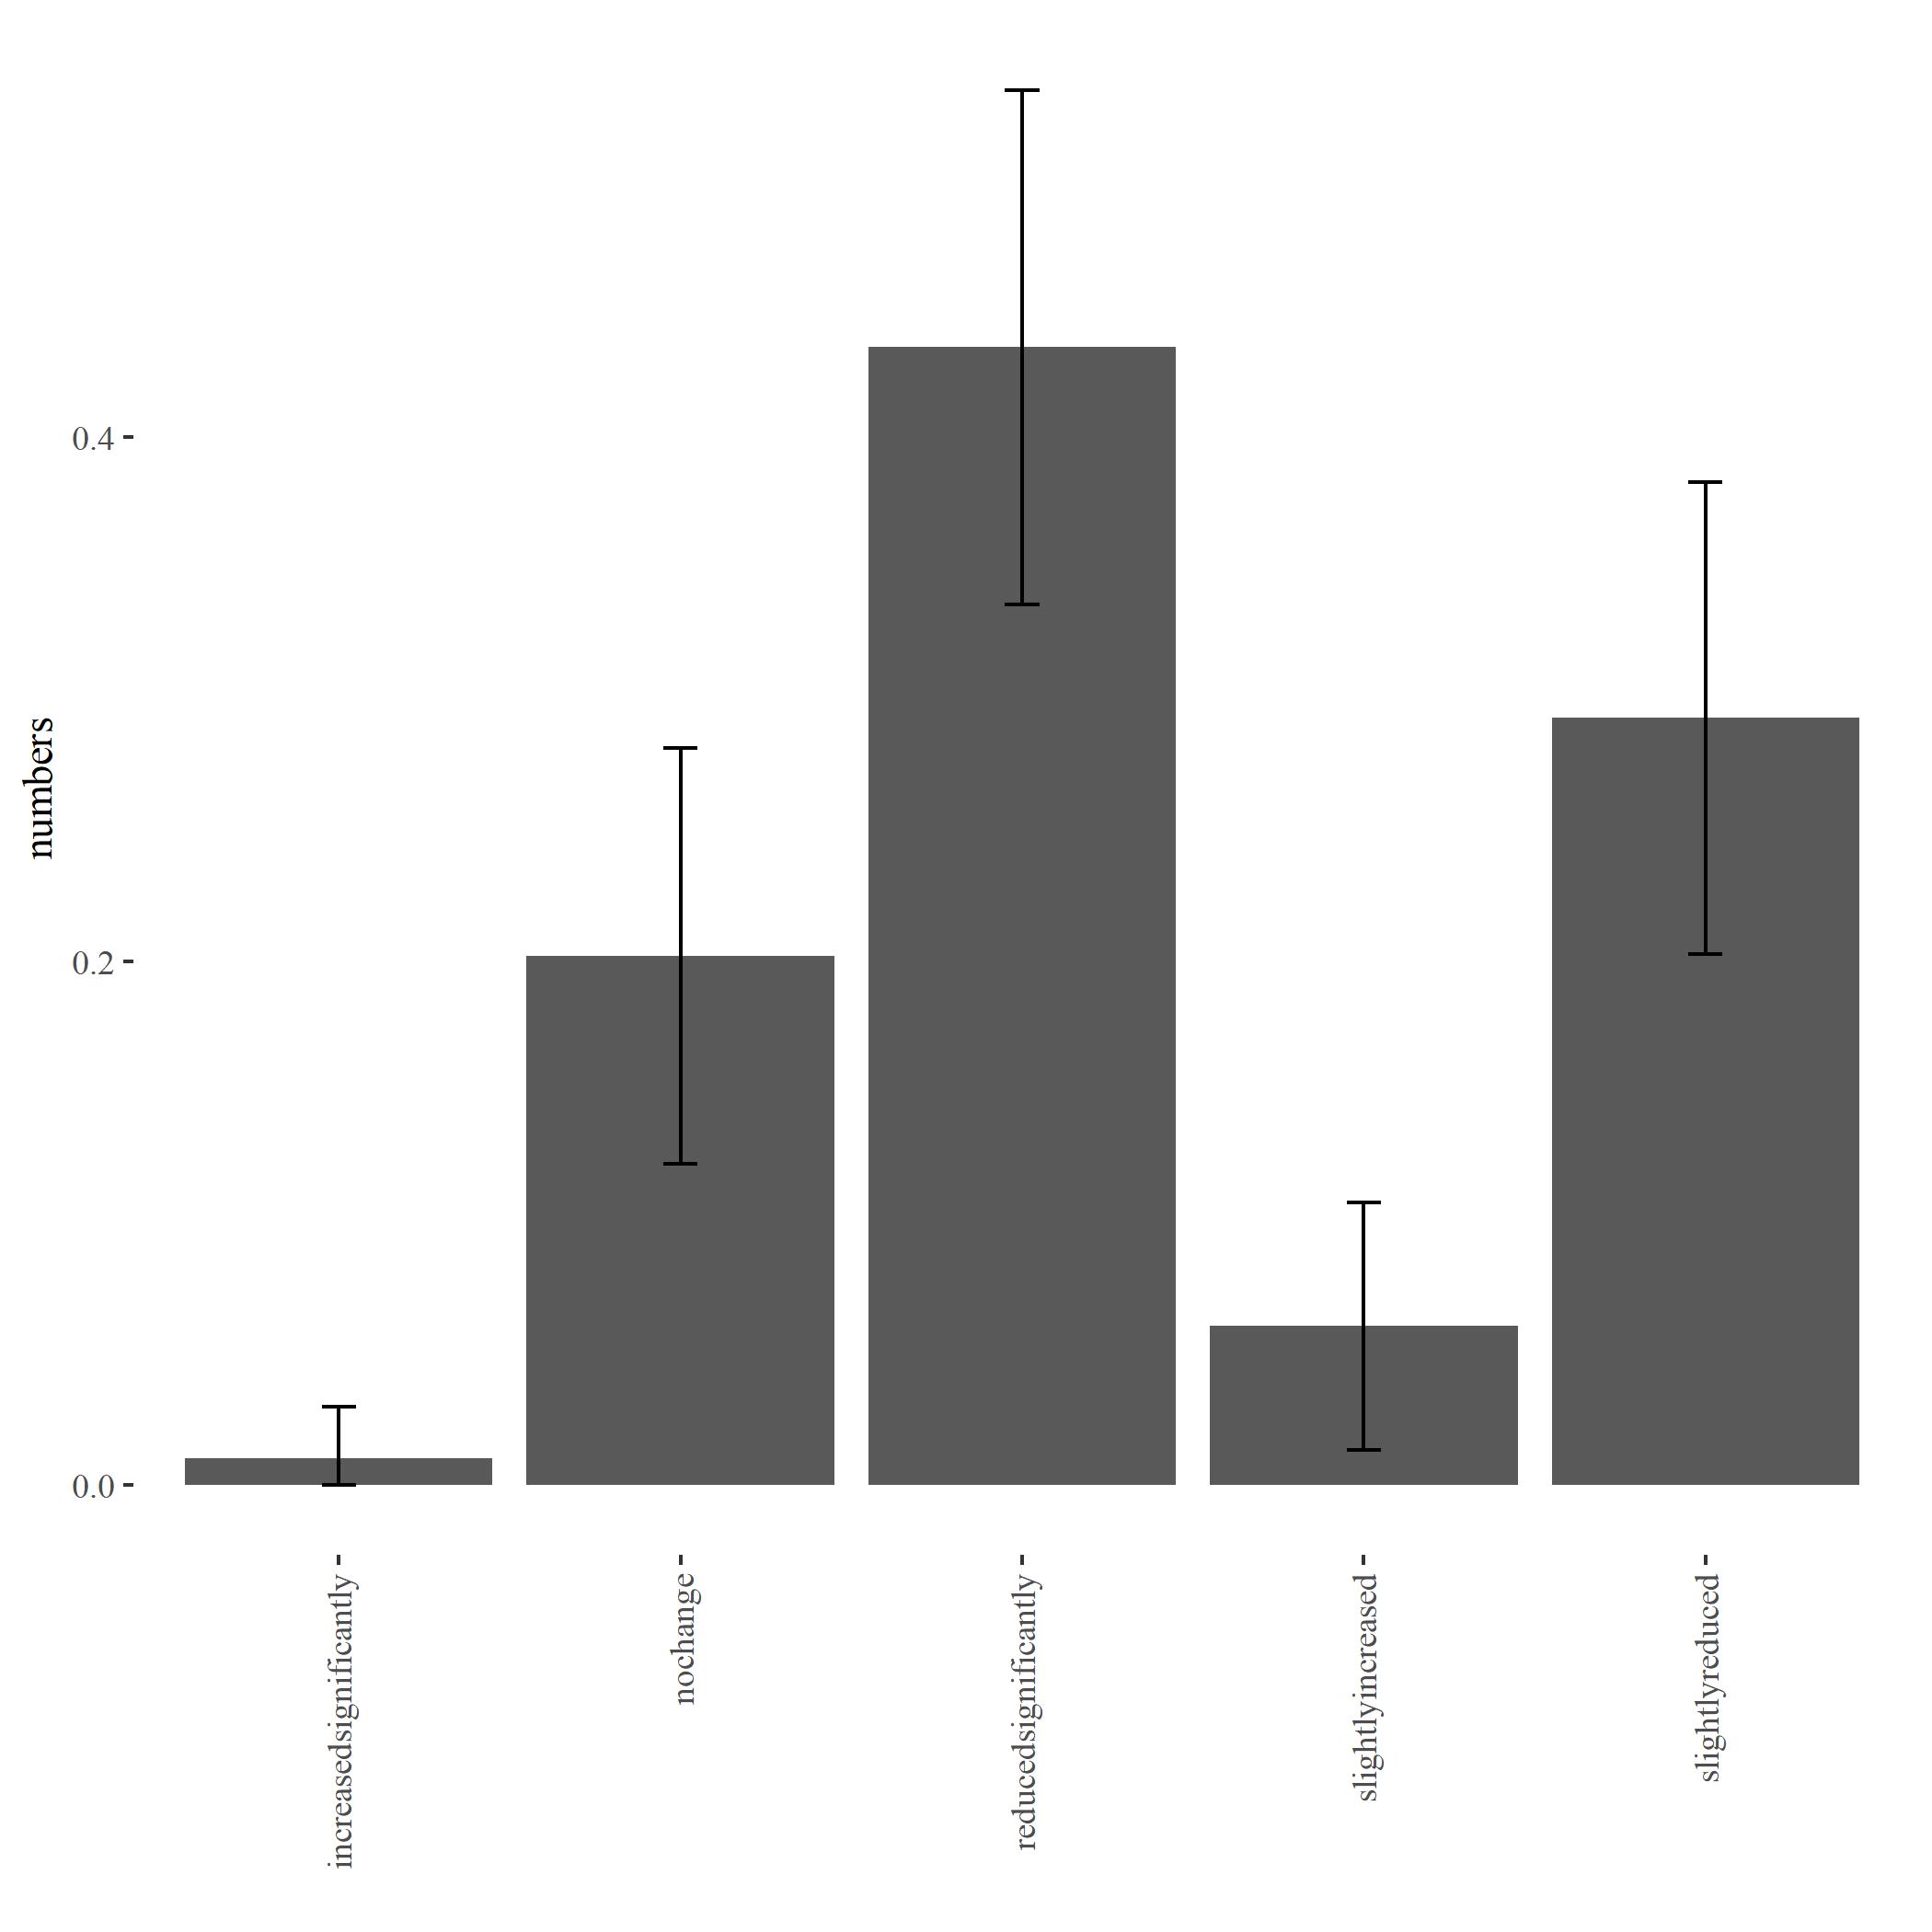 numbers
0.4
0.2
0.0
increasedsignificantly
nochange
reducedsignificantly
slightlyincreased
slightlyreduced